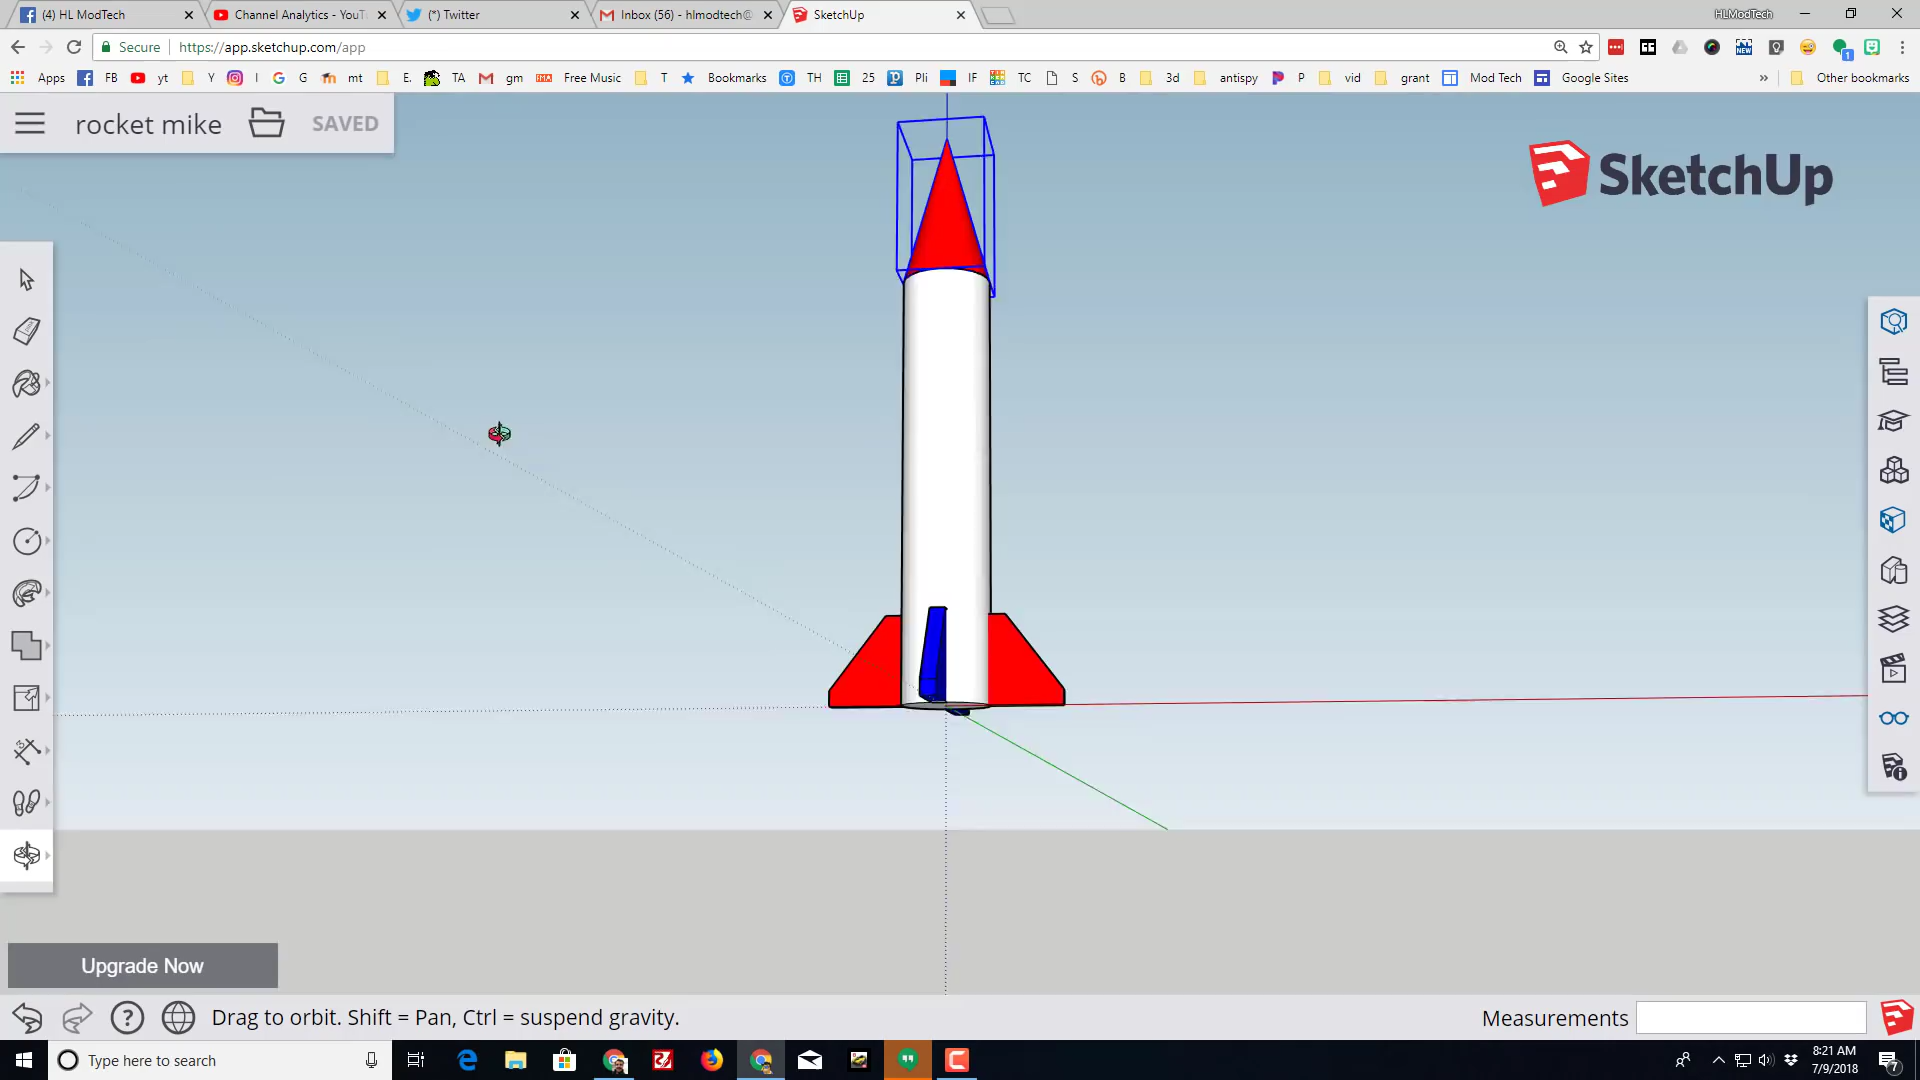 (4) HL ModTech
Channel Analytics - YouT
(*) Twitter
Inbox (56) - hlmodtech@
SketchUp
HLModTech
Secure
https://app.sketchup.com/app
Apps
FB
yt
Y
I
G
mt
E.
TA
gm
Free Music
T
Bookmarks
TH
25
Pli
IF
TC
S
B
3d
antispy
P
vid
grant
Mod Tech
Google Sites
»
Other bookmarks
rocket mike
SAVED
SketchUp
Upgrade Now
Drag to orbit. Shift = Pan, Ctrl = suspend gravity.
Measurements
Type here to search
8:21 AM
7/9/2018
7